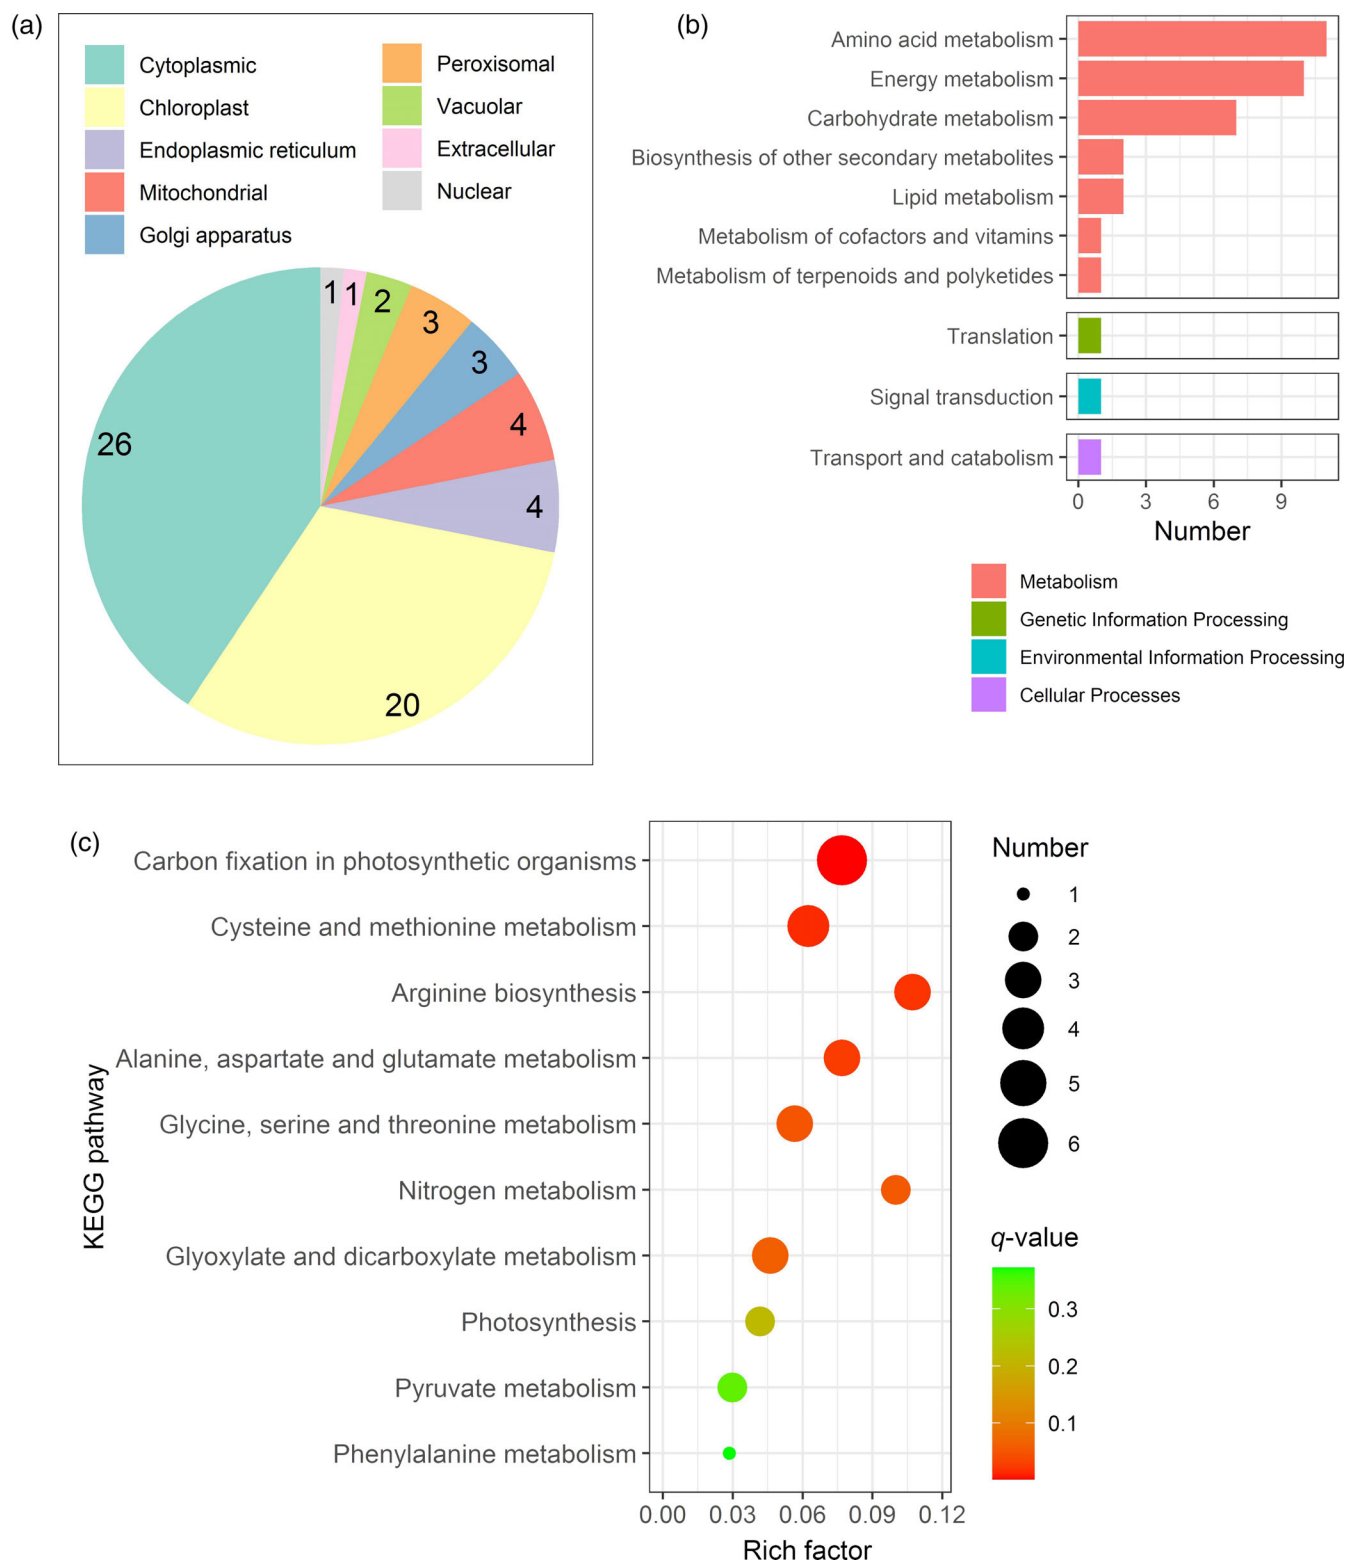 (a)
Cytoplasmic
Chloroplast
Endoplasmic reticulum
Mitochondrial
Golgi apparatus
Peroxisomal
Vacuolar
Extracellular
Nuclear
1
1
2
3
3
4
4
20
26
(b)
Amino acid metabolism
Energy metabolism
Carbohydrate metabolism
Biosynthesis of other secondary metabolites
Lipid metabolism
Metabolism of cofactors and vitamins
Metabolism of terpenoids and polyketides
Translation
Signal transduction
Transport and catabolism
0 3 6 9
Number
Metabolism
Genetic Information Processing
Environmental Information Processing
Cellular Processes
(c)
KEGG pathway
Carbon fixation in photosynthetic organisms
Cysteine and methionine metabolism
Arginine biosynthesis
Alanine, aspartate and glutamate metabolism
Glycine, serine and threonine metabolism
Nitrogen metabolism
Glyoxylate and dicarboxylate metabolism
Photosynthesis
Pyruvate metabolism
Phenylalanine metabolism
0.00 0.03 0.06 0.09 0.12
Rich factor
Number
1
2
3
4
5
6
q-value
0.3
0.2
0.1